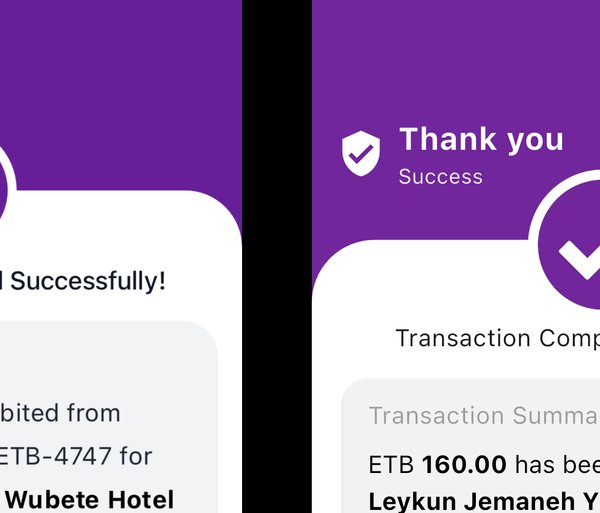 l Successfully!
bited from
ETB-4747 for
Wubete Hotel
Thank you
Success
Transaction Comp
Transaction Summa
ETB 160.00 has bee
Leykun Jemaneh Y